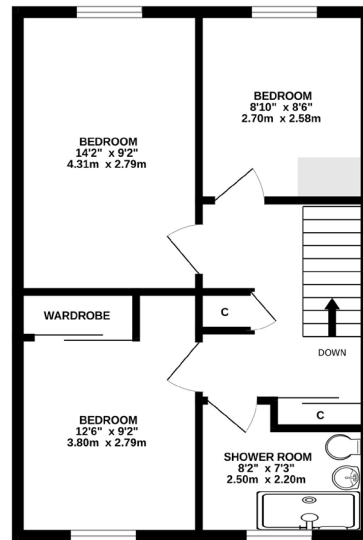 BEDROOM
14'2" x 9'2"
4.31m x 2.79m
BEDROOM
8'10" x 8'6"
2.70m x 2.58m
WARDROBE
C
DOWN
C
BEDROOM
12'6" x 9'2"
3.80m x 2.79m
SHOWER ROOM
8'2" x 7'3"
2.50m x 2.20m